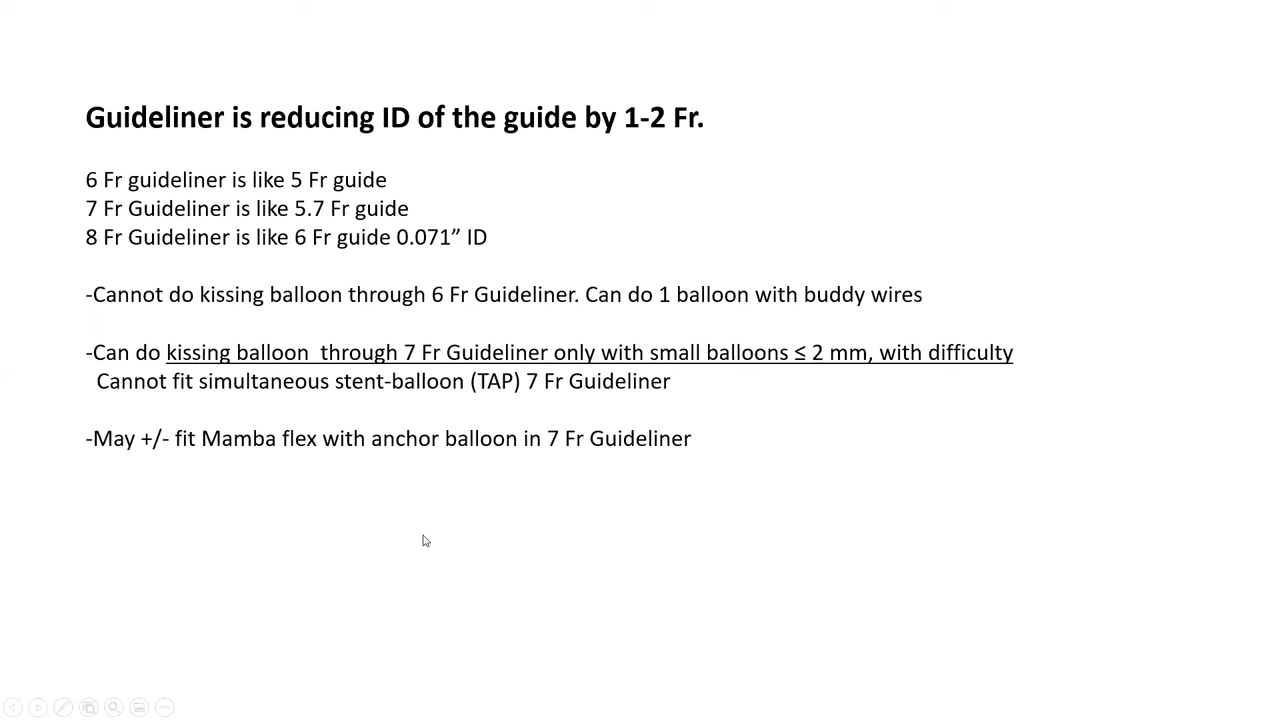 Guideliner is reducing ID of the guide by 1-2 Fr.
6 Fr guideliner is like 5 Fr guide
7 Fr Guideliner is like 5.7 Fr guide
8 Fr Guideliner is like 6 Fr guide 0.071” ID
-Cannot do kissing balloon through 6 Fr Guideliner. Can do 1 balloon with buddy wires
-Can do kissing balloon  through 7 Fr Guideliner only with small balloons ≤ 2 mm, with difficulty
Cannot fit simultaneous stent-balloon (TAP) 7 Fr Guideliner
-May +/- fit Mamba flex with anchor balloon in 7 Fr Guideliner